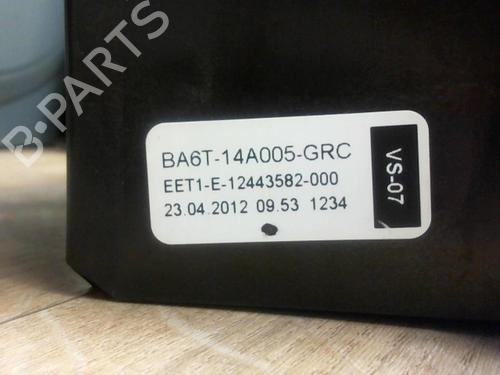 B-PARTS
BA6T-14A005-GRC
EET1-E-12443582-000
23.04.2012 09.53 1234
VS-07